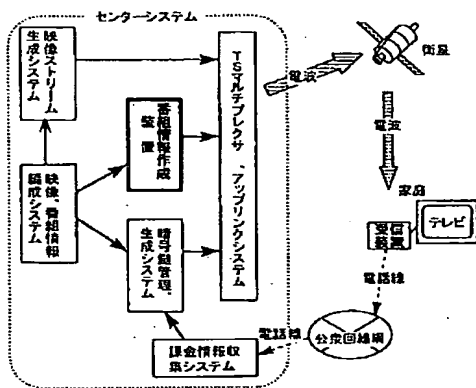 センターシステム
映像ストリーム
生成システム
番組情報作成
装置
TSマルチプレクサ、アップリンクシステム
映像、番組情報
編成システム
暗号鍵管理、
生成システム
課金情報収
集システム
電波
衛星
電波
家庭
受信
装置
テレビ
電話線
電話線
公衆回線網